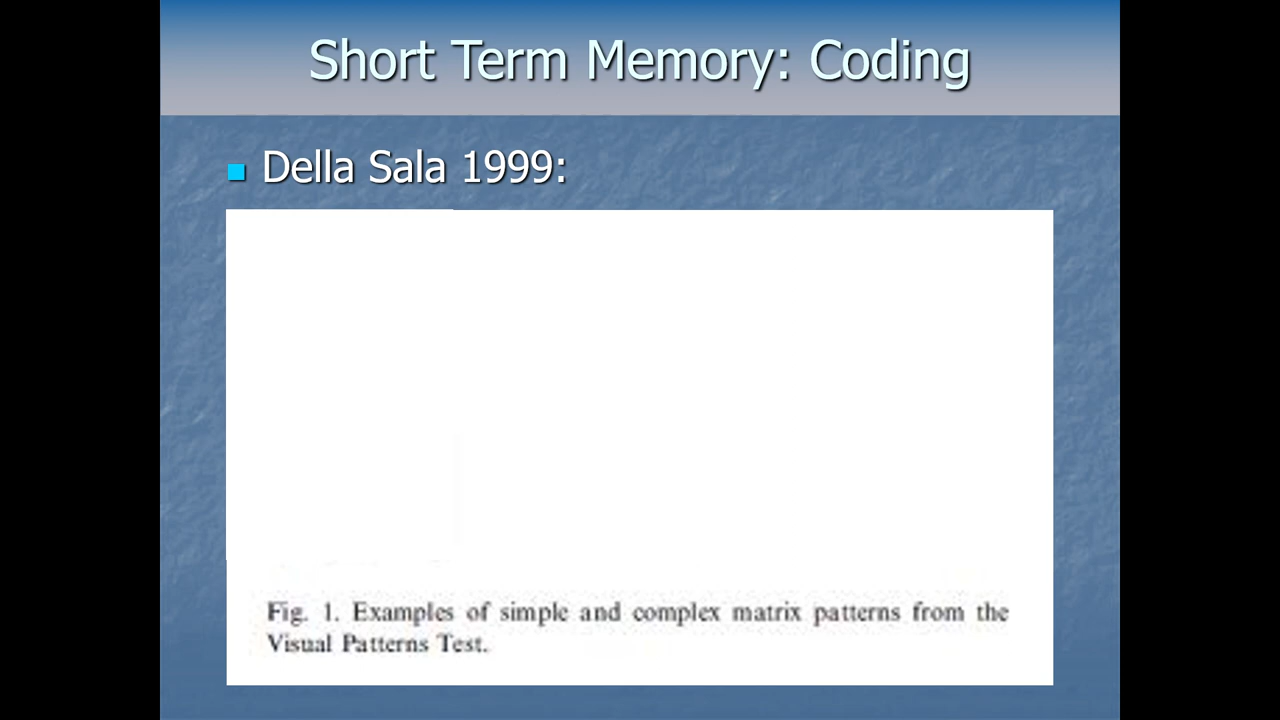 Short Term Memory: Coding
Della Sala 1999:
Fig. 1. Examples of simple and complex matrix patterns from the
Visual Patterns Test.